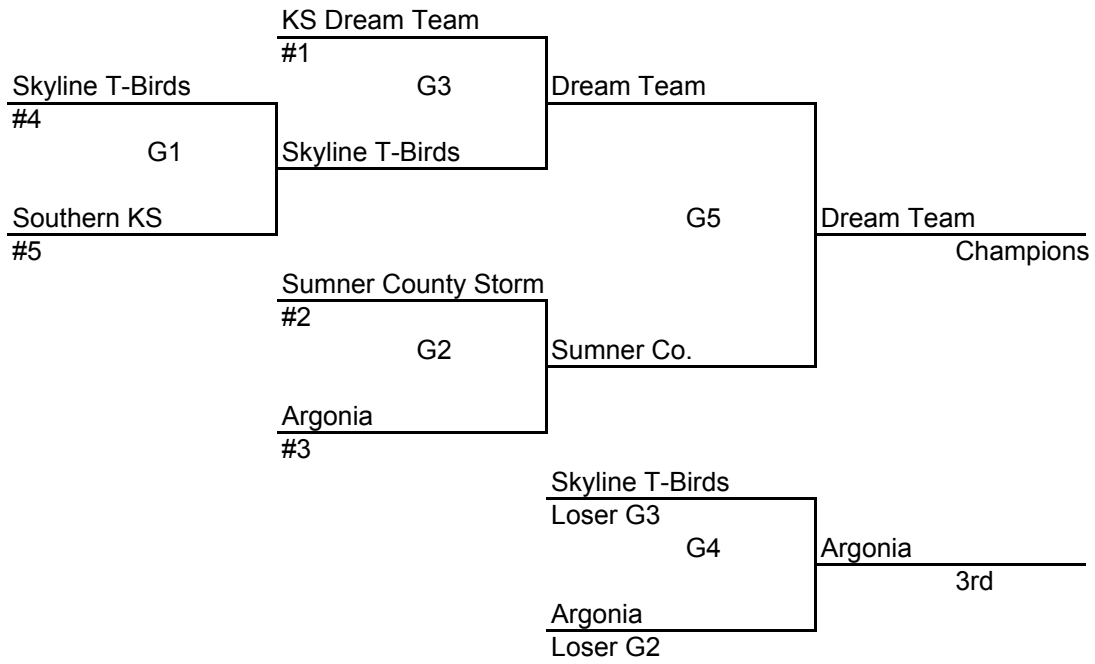 KS Dream Team
#1
Skyline T-Birds
G3
Dream Team
#4
G1
Skyline T-Birds
Southern KS
G5
Dream Team
#5
Champions
Sumner County Storm
#2
G2
Sumner Co.
Argonia
#3
Skyline T-Birds
Loser G3
G4
Argonia
3rd
Argonia
Loser G2